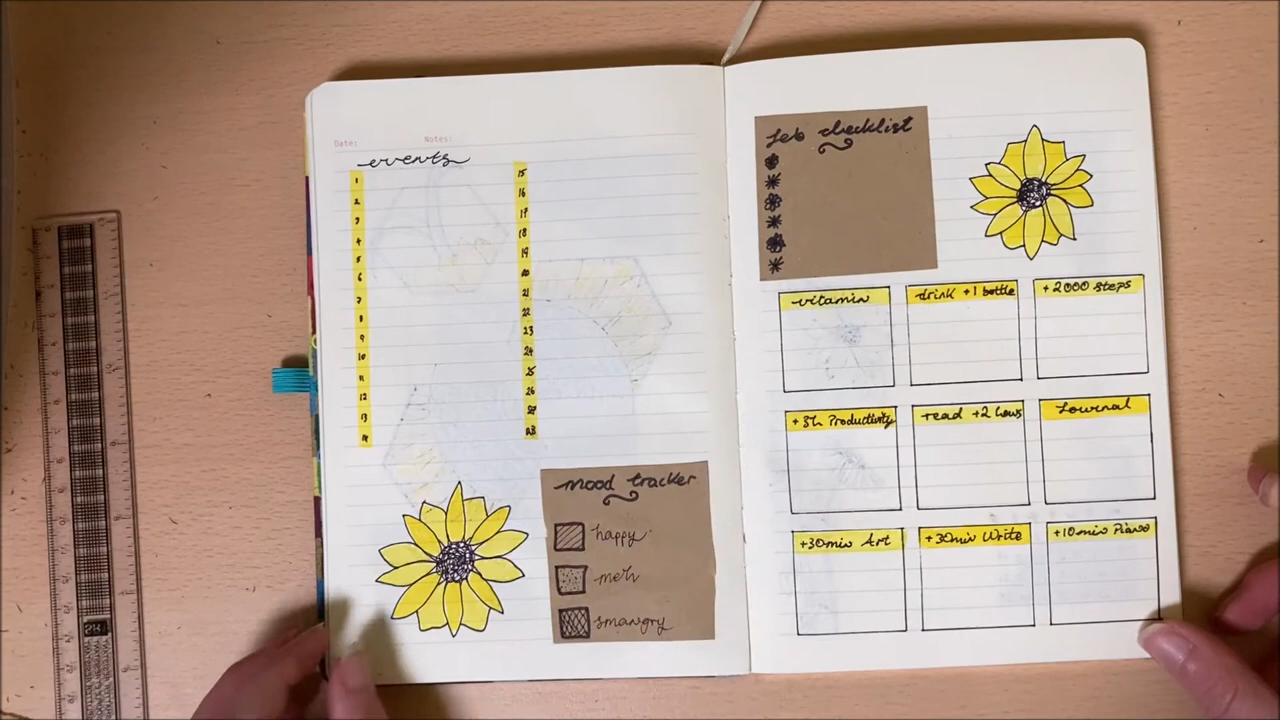 Date: Notes:
events
1
2
3
4
5
6
7
8
9
10
11
12
13
14
15
16
17
18
19
20
21
22
23
24
25
26
27
28
mood tracker
happy
meh
smangry
feb checklist
vitamin
drink +1 bottle
+2000 steps
+3h Productivity
read +2 hours
Journal
+30min Art
+30min Write
+10min Piano